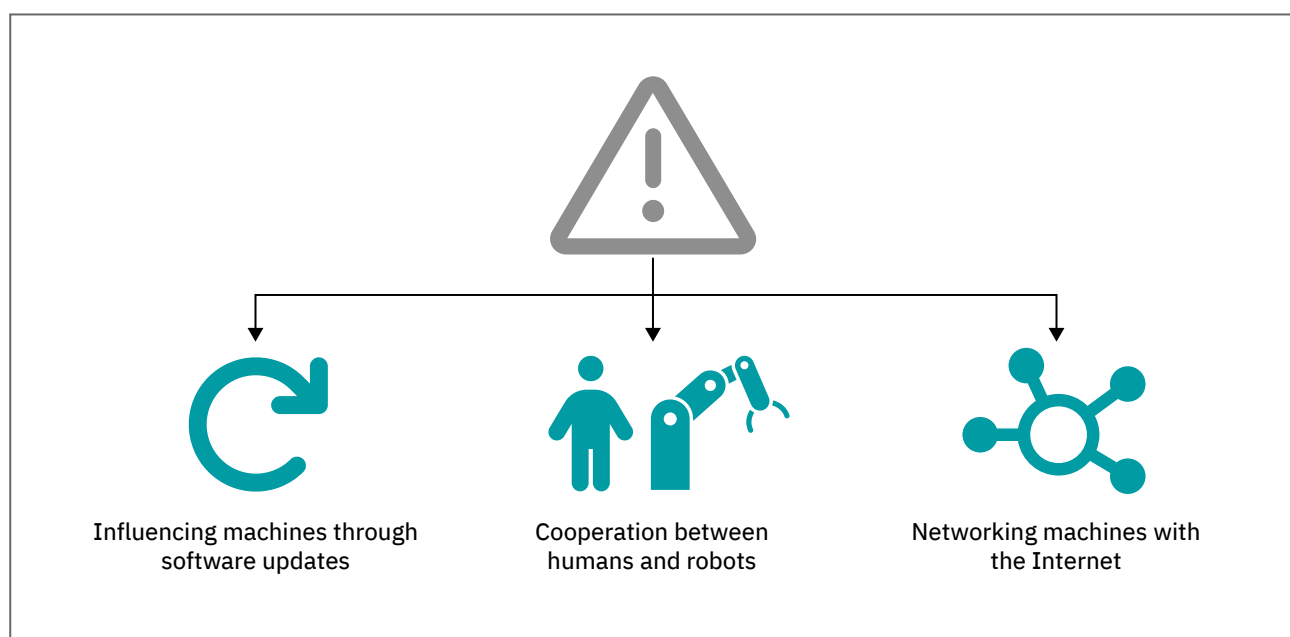 Influencing machines through
software updates
Cooperation between
humans and robots
Networking machines with
the Internet